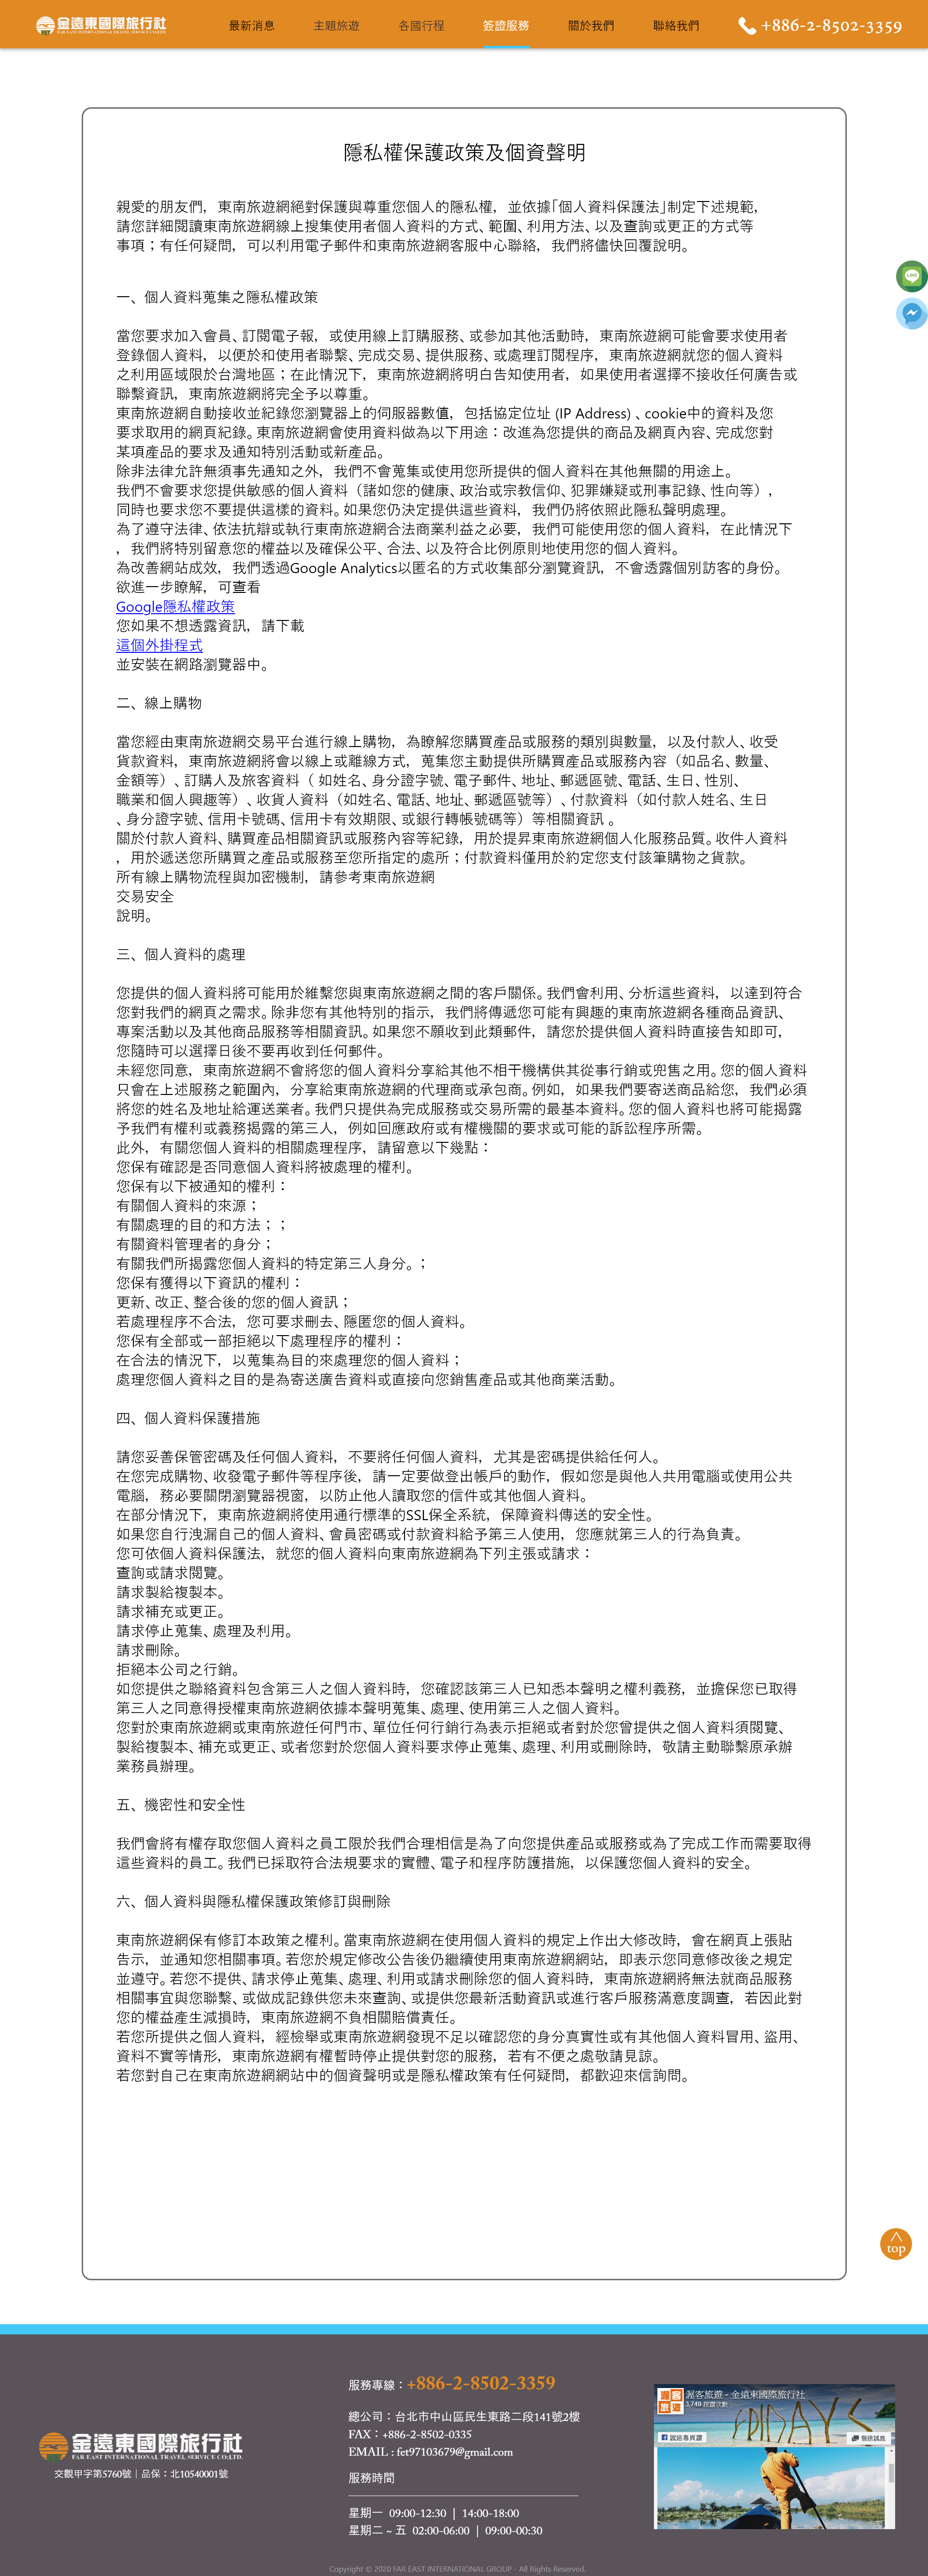 金遠東國際旅行社
FAR EAST INTERNATIONAL TRAVEL SERVICE CO.LTD.
最新消息
主題旅遊
各國行程
簽證服務
關於我們
聯絡我們
+886-2-8502-3359
隱私權保護政策及個資聲明
親愛的朋友們，東南旅遊網絕對保護與尊重您個人的隱私權，並依據「個人資料保護法」制定下述規範，
請您詳細閱讀東南旅遊網線上搜集使用者個人資料的方式、範圍、利用方法、以及查詢或更正的方式等
事項；有任何疑問，可以利用電子郵件和東南旅遊網客服中心聯絡，我們將儘快回覆說明。
一、個人資料蒐集之隱私權政策
當您要求加入會員、訂閱電子報，或使用線上訂購服務、或參加其他活動時，東南旅遊網可能會要求使用者
登錄個人資料，以便於和使用者聯繫、完成交易、提供服務、或處理訂閱程序，東南旅遊網就您的個人資料
之利用區域限於台灣地區；在此情況下，東南旅遊網將明白告知使用者，如果使用者選擇不接收任何廣告或
聯繫資訊，東南旅遊網將完全予以尊重。
東南旅遊網自動接收並紀錄您瀏覽器上的伺服器數值，包括協定位址 (IP Address) 、cookie中的資料及您
要求取用的網頁紀錄。東南旅遊網會使用資料做為以下用途：改進為您提供的商品及網頁內容、完成您對
某項產品的要求及通知特別活動或新產品。
除非法律允許無須事先通知之外，我們不會蒐集或使用您所提供的個人資料在其他無關的用途上。
我們不會要求您提供敏感的個人資料（諸如您的健康、政治或宗教信仰、犯罪嫌疑或刑事記錄、性向等），
同時也要求您不要提供這樣的資料。如果您仍決定提供這些資料，我們仍將依照此隱私聲明處理。
為了遵守法律、依法抗辯或執行東南旅遊網合法商業利益之必要，我們可能使用您的個人資料，在此情況下
，我們將特別留意您的權益以及確保公平、合法、以及符合比例原則地使用您的個人資料。
為改善網站成效，我們透過Google Analytics以匿名的方式收集部分瀏覽資訊，不會透露個別訪客的身份。
欲進一步瞭解，可查看
Google隱私權政策
您如果不想透露資訊，請下載
這個外掛程式
並安裝在網路瀏覽器中。
二、線上購物
當您經由東南旅遊網交易平台進行線上購物，為瞭解您購買產品或服務的類別與數量，以及付款人、收受
貨款資料，東南旅遊網將會以線上或離線方式，蒐集您主動提供所購買產品或服務內容（如品名、數量、
金額等）、訂購人及旅客資料（ 如姓名、身分證字號、電子郵件、地址、郵遞區號、電話、生日、性別、
職業和個人興趣等）、收貨人資料（如姓名、電話、地址、郵遞區號等）、付款資料（如付款人姓名、生日
、身分證字號、信用卡號碼、信用卡有效期限、或銀行轉帳號碼等）等相關資訊 。
關於付款人資料、購買產品相關資訊或服務內容等紀錄，用於提昇東南旅遊網個人化服務品質。收件人資料
，用於遞送您所購買之產品或服務至您所指定的處所；付款資料僅用於約定您支付該筆購物之貨款。
所有線上購物流程與加密機制，請參考東南旅遊網
交易安全
說明。
三、個人資料的處理
您提供的個人資料將可能用於維繫您與東南旅遊網之間的客戶關係。我們會利用、分析這些資料，以達到符合
您對我們的網頁之需求。除非您有其他特別的指示，我們將傳遞您可能有興趣的東南旅遊網各種商品資訊、
專案活動以及其他商品服務等相關資訊。如果您不願收到此類郵件，請您於提供個人資料時直接告知即可，
您隨時可以選擇日後不要再收到任何郵件。
未經您同意，東南旅遊網不會將您的個人資料分享給其他不相干機構供其從事行銷或兜售之用。您的個人資料
只會在上述服務之範圍內，分享給東南旅遊網的代理商或承包商。例如，如果我們要寄送商品給您，我們必須
將您的姓名及地址給運送業者。我們只提供為完成服務或交易所需的最基本資料。您的個人資料也將可能揭露
予我們有權利或義務揭露的第三人，例如回應政府或有權機關的要求或可能的訴訟程序所需。
此外，有關您個人資料的相關處理程序，請留意以下幾點：
您保有確認是否同意個人資料將被處理的權利。
您保有以下被通知的權利：
有關個人資料的來源；
有關處理的目的和方法；；
有關資料管理者的身分；
有關我們所揭露您個人資料的特定第三人身分。；
您保有獲得以下資訊的權利：
更新、改正、整合後的您的個人資訊；
若處理程序不合法，您可要求刪去、隱匿您的個人資料。
您保有全部或一部拒絕以下處理程序的權利：
在合法的情況下，以蒐集為目的來處理您的個人資料；
處理您個人資料之目的是為寄送廣告資料或直接向您銷售產品或其他商業活動。
四、個人資料保護措施
請您妥善保管密碼及任何個人資料，不要將任何個人資料，尤其是密碼提供給任何人。
在您完成購物、收發電子郵件等程序後，請一定要做登出帳戶的動作，假如您是與他人共用電腦或使用公共
電腦，務必要關閉瀏覽器視窗，以防止他人讀取您的信件或其他個人資料。
在部分情況下，東南旅遊網將使用通行標準的SSL保全系統，保障資料傳送的安全性。
如果您自行洩漏自己的個人資料、會員密碼或付款資料給予第三人使用，您應就第三人的行為負責。
您可依個人資料保護法，就您的個人資料向東南旅遊網為下列主張或請求：
查詢或請求閱覽。
請求製給複製本。
請求補充或更正。
請求停止蒐集、處理及利用。
請求刪除。
拒絕本公司之行銷。
如您提供之聯絡資料包含第三人之個人資料時，您確認該第三人已知悉本聲明之權利義務，並擔保您已取得
第三人之同意得授權東南旅遊網依據本聲明蒐集、處理、使用第三人之個人資料。
您對於東南旅遊網或東南旅遊任何門市、單位任何行銷行為表示拒絕或者對於您曾提供之個人資料須閱覽、
製給複製本、補充或更正、或者您對於您個人資料要求停止蒐集、處理、利用或刪除時，敬請主動聯繫原承辦
業務員辦理。
五、機密性和安全性
我們會將有權存取您個人資料之員工限於我們合理相信是為了向您提供產品或服務或為了完成工作而需要取得
這些資料的員工。我們已採取符合法規要求的實體、電子和程序防護措施，以保護您個人資料的安全。
六、個人資料與隱私權保護政策修訂與刪除
東南旅遊網保有修訂本政策之權利。當東南旅遊網在使用個人資料的規定上作出大修改時，會在網頁上張貼
告示，並通知您相關事項。若您於規定修改公告後仍繼續使用東南旅遊網網站，即表示您同意修改後之規定
並遵守。若您不提供、請求停止蒐集、處理、利用或請求刪除您的個人資料時，東南旅遊網將無法就商品服務
相關事宜與您聯繫、或做成記錄供您未來查詢、或提供您最新活動資訊或進行客戶服務滿意度調查，若因此對
您的權益產生減損時，東南旅遊網不負相關賠償責任。
若您所提供之個人資料，經檢舉或東南旅遊網發現不足以確認您的身分真實性或有其他個人資料冒用、盜用、
資料不實等情形，東南旅遊網有權暫時停止提供對您的服務，若有不便之處敬請見諒。
若您對自己在東南旅遊網網站中的個資聲明或是隱私權政策有任何疑問，都歡迎來信詢問。
LINE
top
金遠東國際旅行社
FAR EAST INTERNATIONAL TRAVEL SERVICE CO.LTD.
交觀甲字第5760號｜品保：北10540001號
服務專線：+886-2-8502-3359
總公司：台北市中山區民生東路二段141號2樓
FAX：+886-2-8502-0335
EMAIL : fet97103679@gmail.com
服務時間
星期一 09:00-12:30 | 14:00-18:00
星期二 ~ 五 02:00-06:00 | 09:00-00:30
渥客旅遊
渥客旅遊 - 金遠東國際旅行社
3,749 按讚次數
說這專頁讚
發送訊息
Copyright © 2020 FAR EAST INTERNATIONAL GROUP - All Rights Reserved.